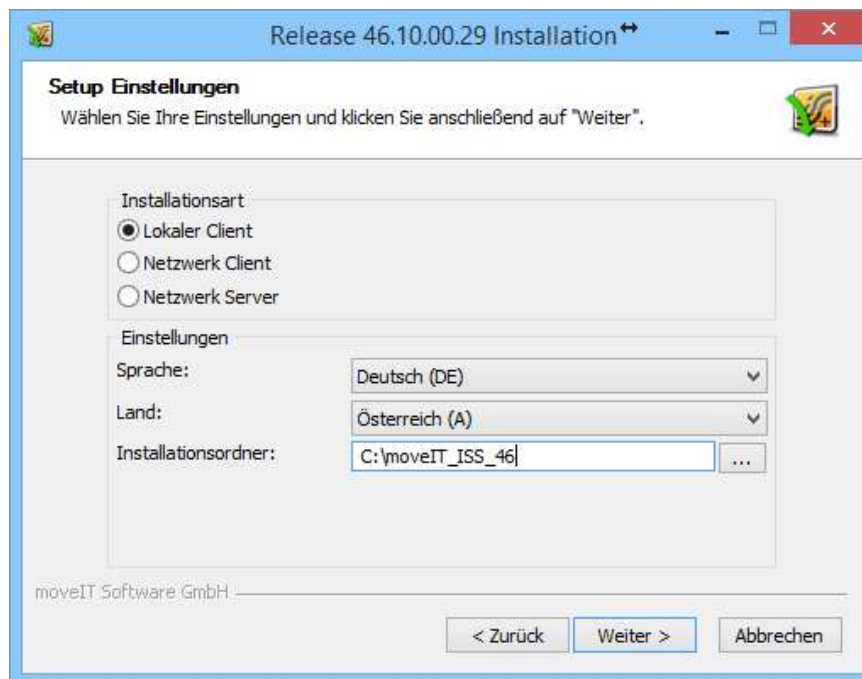 Release 46.10.00.29 Installation
Setup Einstellungen
Wählen Sie Ihre Einstellungen und klicken Sie anschließend auf "Weiter".
Installationsart
Lokaler Client
Netzwerk Client
Netzwerk Server
Einstellungen
Sprache: Deutsch (DE)
Land: Österreich (A)
Installationsordner: C:\moveIT_ISS_46 ...
moveIT Software GmbH
< Zurück Weiter > Abbrechen